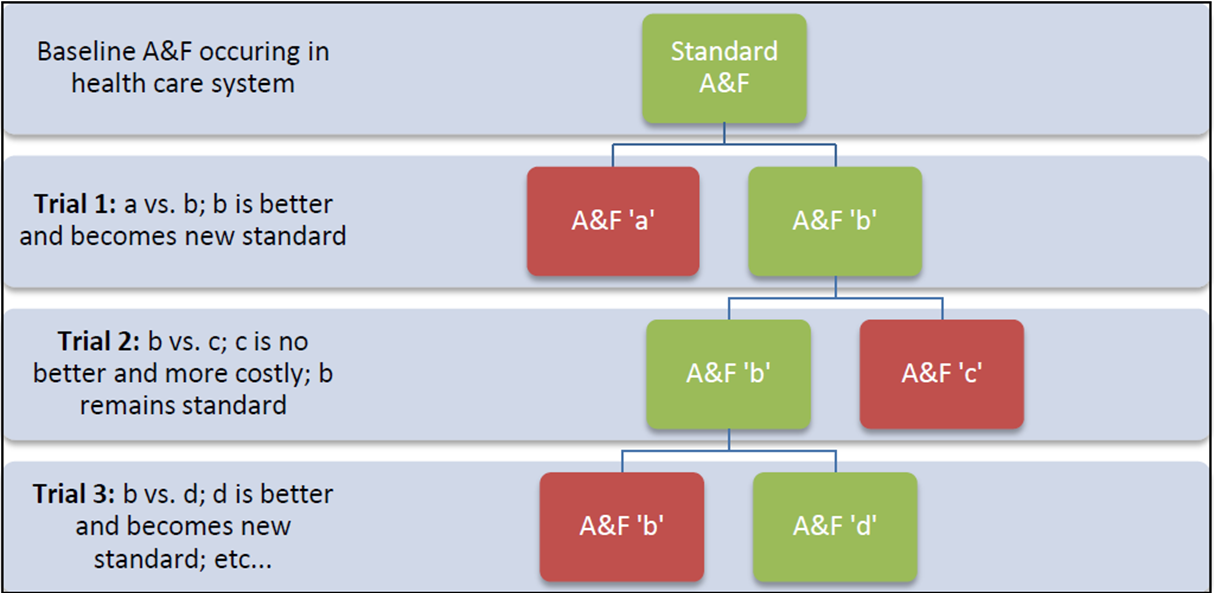 Baseline A&F occuring in
health care system
Standard
A&F
Trial 1: a vs. b; b is better
and becomes new standard
A&F 'a'
A&F 'b'
Trial 2: b vs. c; c is no
better and more costly; b
remains standard
A&F 'b'
A&F 'c'
Trial 3: b vs. d; d is better
and becomes new
standard; etc...
A&F 'b'
A&F 'd'